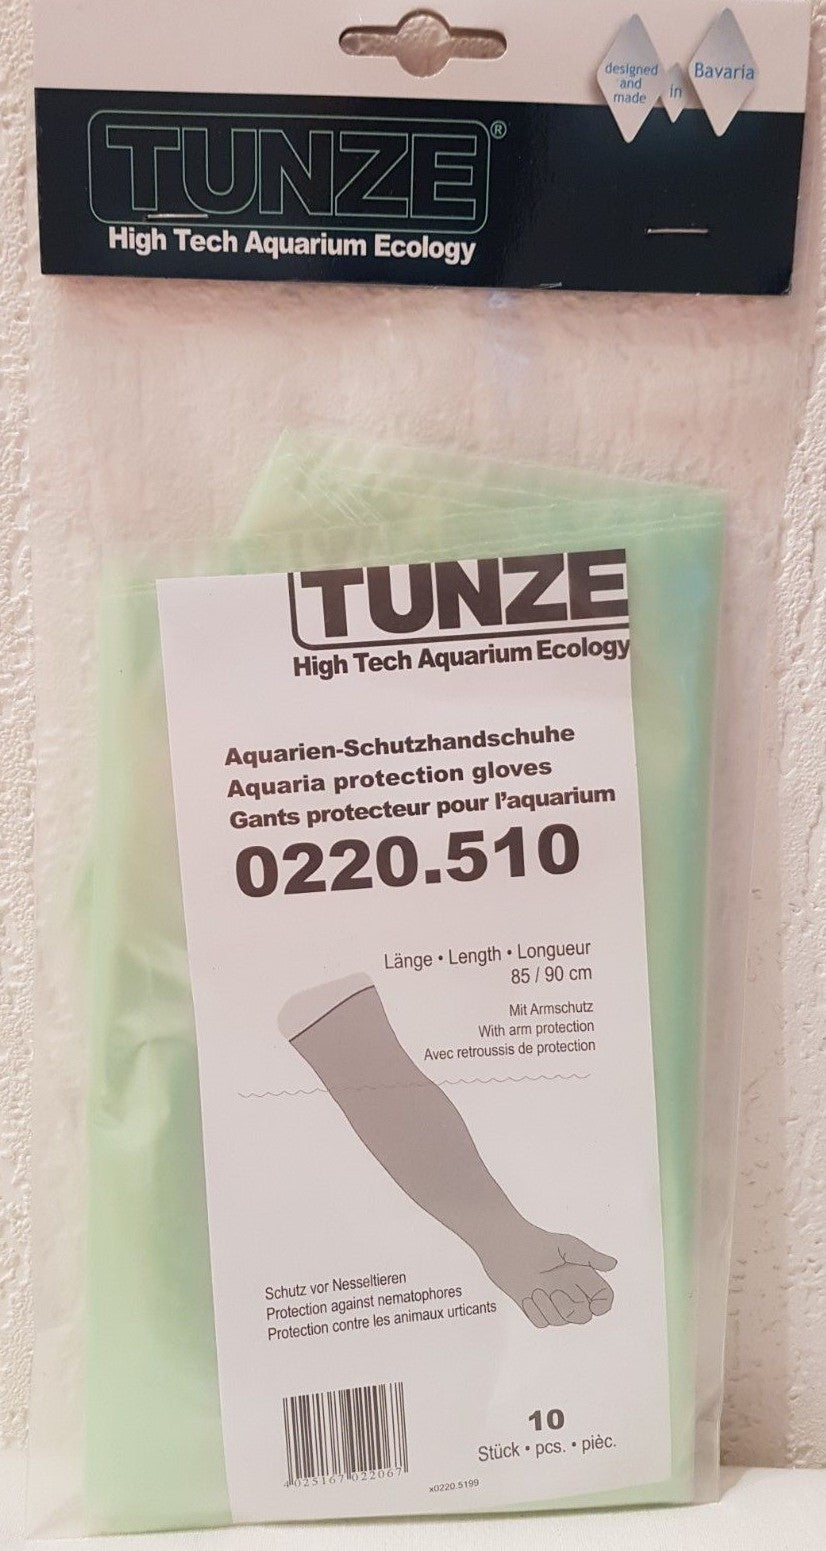 designed
and
made
in
Bavaria
TUNZE®
High Tech Aquarium Ecology
TUNZE
High Tech Aquarium Ecology
Aquarien-Schutzhandschuhe
Aquaria protection gloves
Gants protecteur pour l'aquarium
0220.510
Länge • Length • Longueur
85 / 90 cm
Mit Armschutz
With arm protection
Avec retroussis de protection
Schutz vor Nesseltieren
Protection against nematophores
Protection contre les animaux urticants
10
Stück • pcs. • pièc.
4 025167 022067
x0220.5199